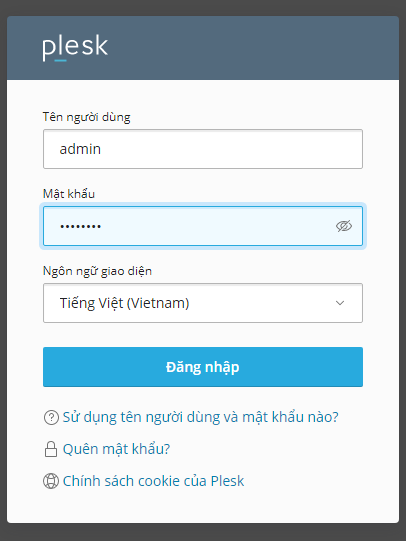 plesk
Tên người dùng
admin
Mật khẩu
••••••••
Ngôn ngữ giao diện
Tiếng Việt (Vietnam)
Đăng nhập
Sử dụng tên người dùng và mật khẩu nào?
Quên mật khẩu?
Chính sách cookie của Plesk